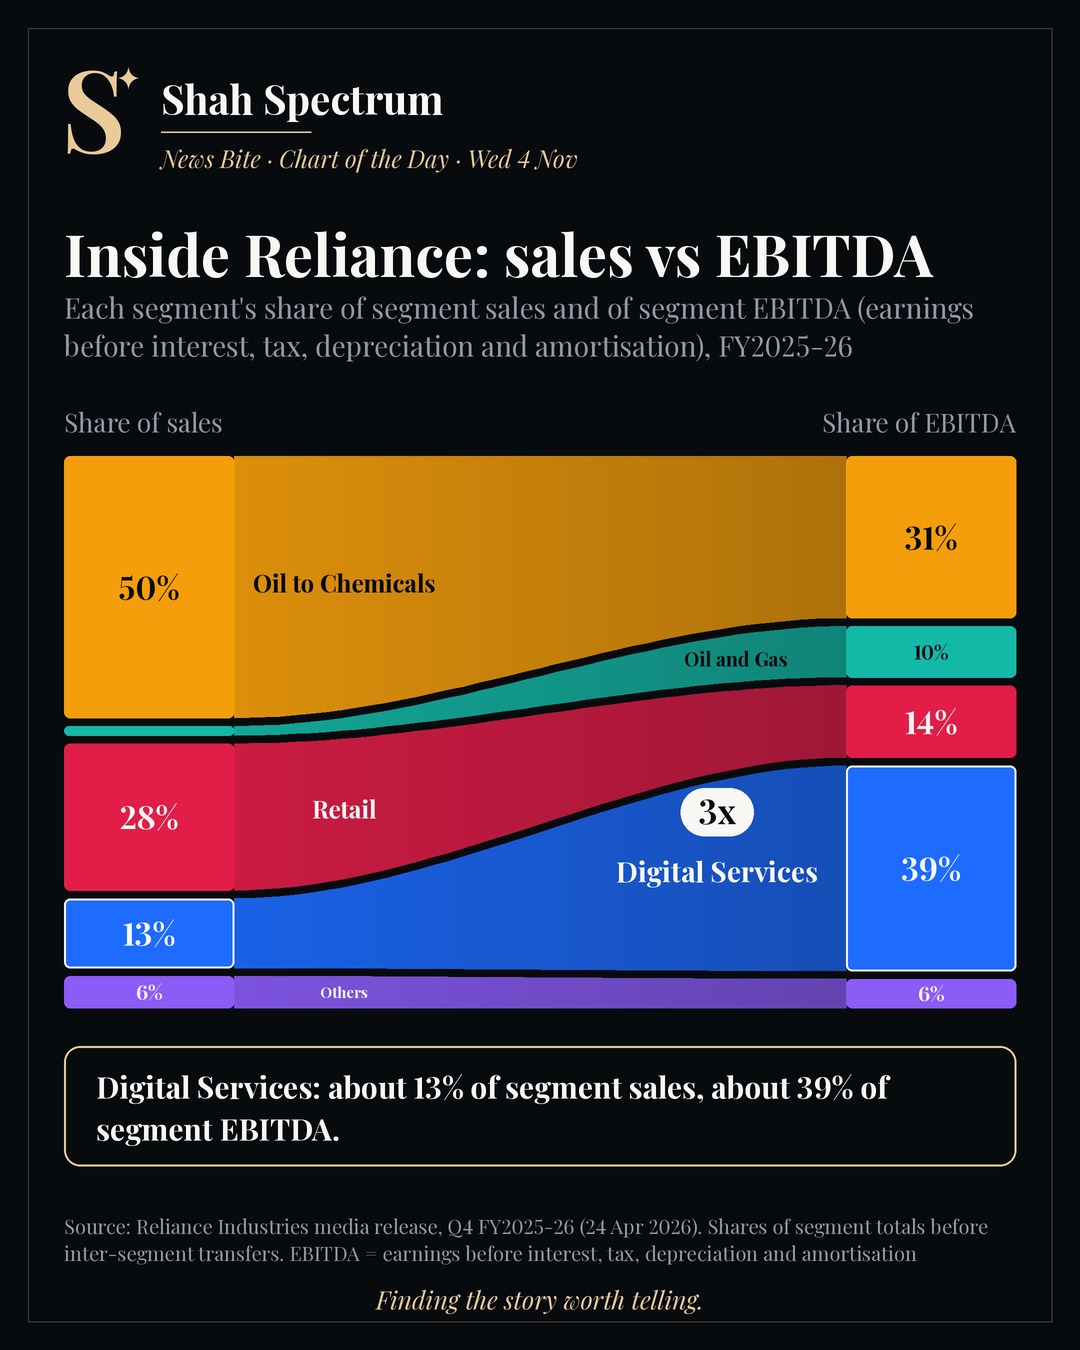 S
Shah Spectrum
News Bite · Chart of the Day · Wed 4 Nov
Inside Reliance: sales vs EBITDA
Each segment's share of segment sales and of segment EBITDA (earnings
before interest, tax, depreciation and amortisation), FY2025-26
Share of sales
Share of EBITDA
50%
Oil to Chemicals
31%
Oil and Gas
10%
28%
Retail
14%
3x
Digital Services
13%
39%
6%
Others
6%
Digital Services: about 13% of segment sales, about 39% of
segment EBITDA.
Source: Reliance Industries media release, Q4 FY2025-26 (24 Apr 2026). Shares of segment totals before
inter-segment transfers. EBITDA = earnings before interest, tax, depreciation and amortisation
Finding the story worth telling.